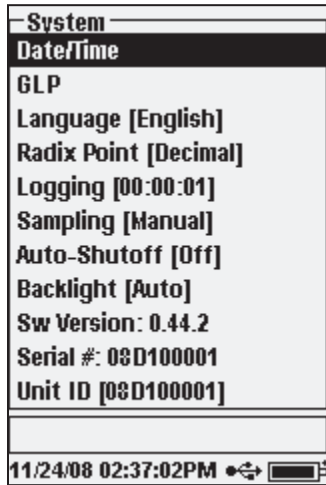 System
Date/Time
GLP
Language [English]
Radix Point [Decimal]
Logging [00:00:01]
Sampling [Manual]
Auto-Shutoff [Off]
Backlight [Auto]
Sw Version: 0.44.2
Serial #: 08D100001
Unit ID [08D100001]
11/24/08 02:37:02PM